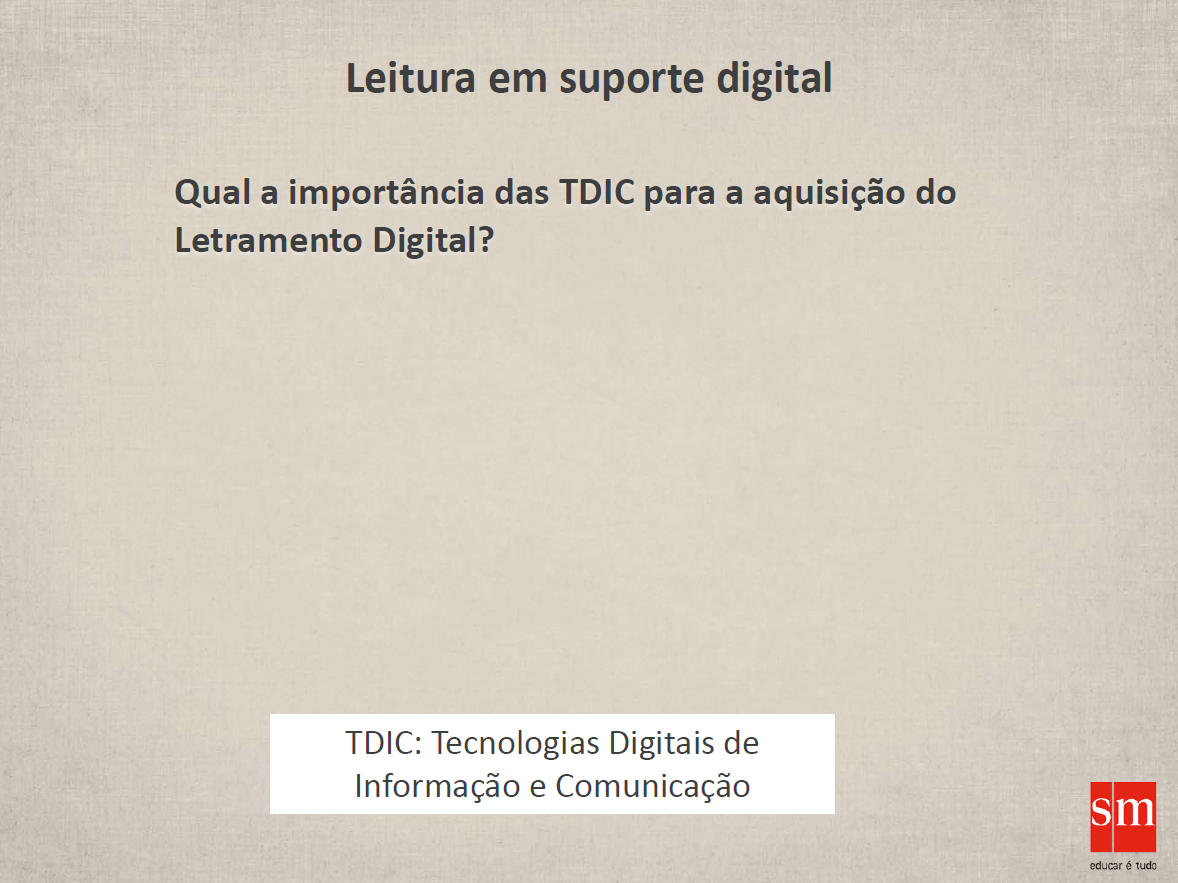 Leitura em suporte digital
Qual a importância das TDIC para a aquisição do
Letramento Digital?
TDIC: Tecnologias Digitais de
Informação e Comunicação
sm
educar é tudo